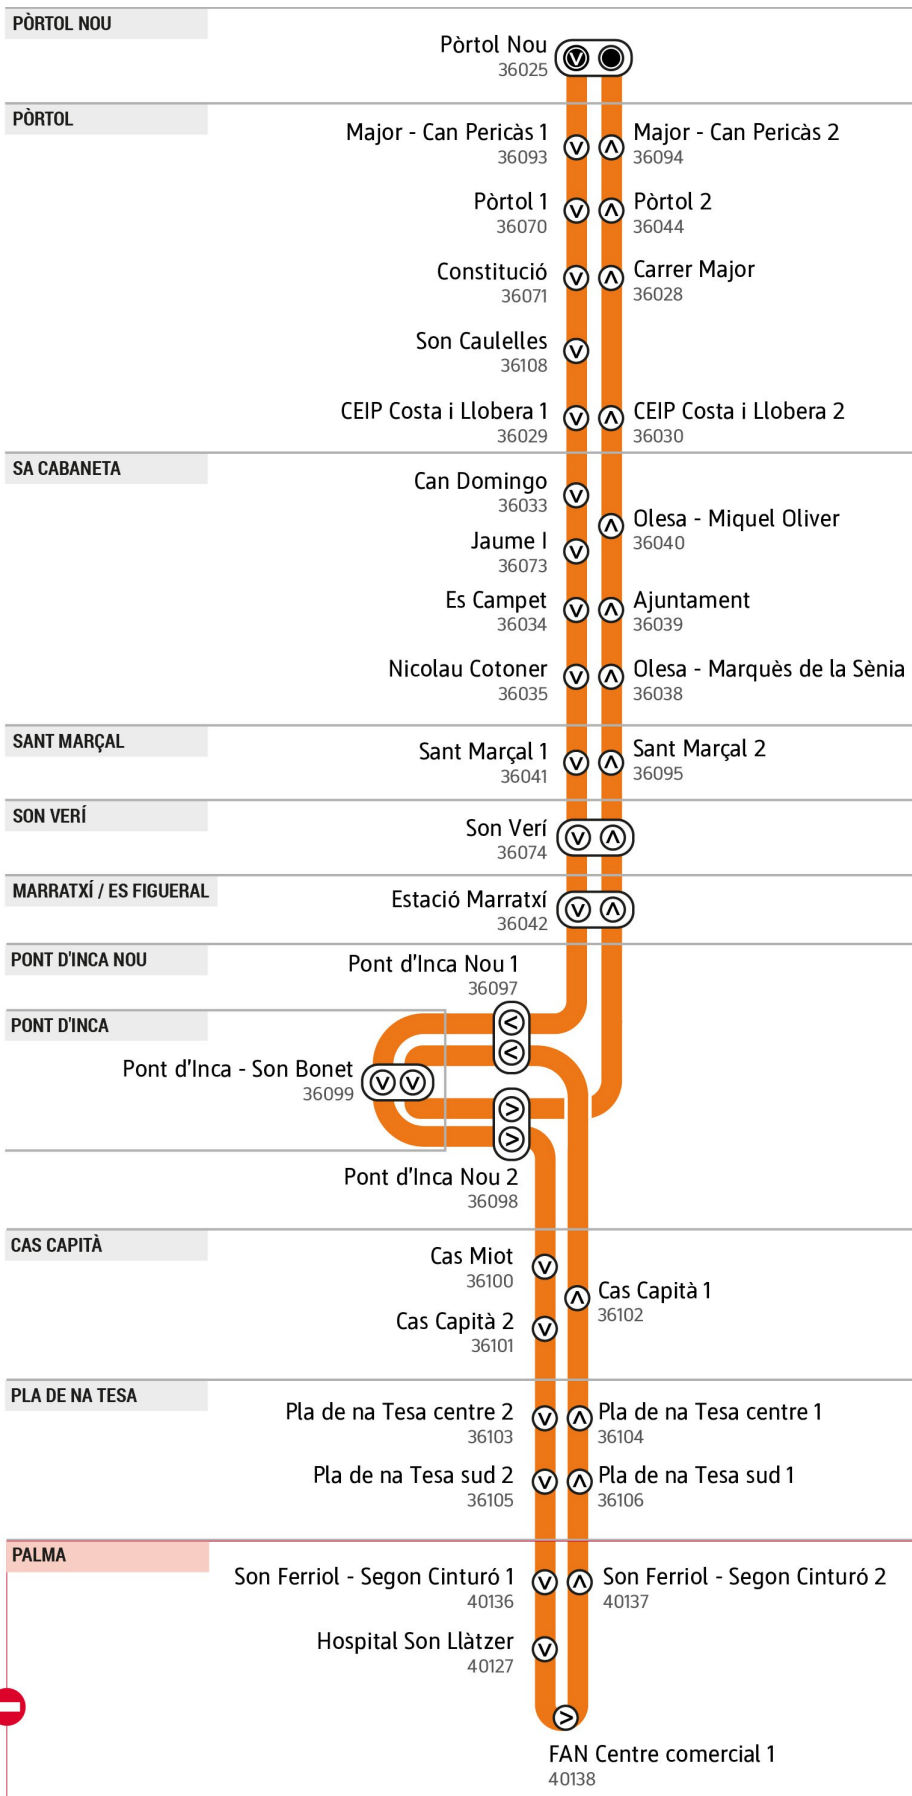 PÒRTOL NOU
Pòrtol Nou
36025
PÒRTOL
Major - Can Pericàs 1
36093
Major - Can Pericàs 2
36094
Pòrtol 1
36070
Pòrtol 2
36044
Constitució
36071
Carrer Major
36028
Son Caulelles
36108
CEIP Costa i Llobera 1
36029
CEIP Costa i Llobera 2
36030
SA CABANETA
Can Domingo
36033
Olesa - Miquel Oliver
36040
Jaume I
36073
Es Campet
36034
Ajuntament
36039
Nicolau Cotoner
36035
Olesa - Marquès de la Sènia
36038
SANT MARÇAL
Sant Marçal 1
36041
Sant Marçal 2
36095
SON VERÍ
Son Verí
36074
MARRATXÍ / ES FIGUERAL
Estació Marratxí
36042
PONT D'INCA NOU
Pont d'Inca Nou 1
36097
PONT D'INCA
Pont d'Inca - Son Bonet
36099
Pont d'Inca Nou 2
36098
CAS CAPITÀ
Cas Miot
36100
Cas Capità 1
36102
Cas Capità 2
36101
PLA DE NA TESA
Pla de na Tesa centre 2
36103
Pla de na Tesa centre 1
36104
Pla de na Tesa sud 2
36105
Pla de na Tesa sud 1
36106
PALMA
Son Ferriol - Segon Cinturó 1
40136
Son Ferriol - Segon Cinturó 2
40137
Hospital Son Llàtzer
40127
FAN Centre comercial 1
40138